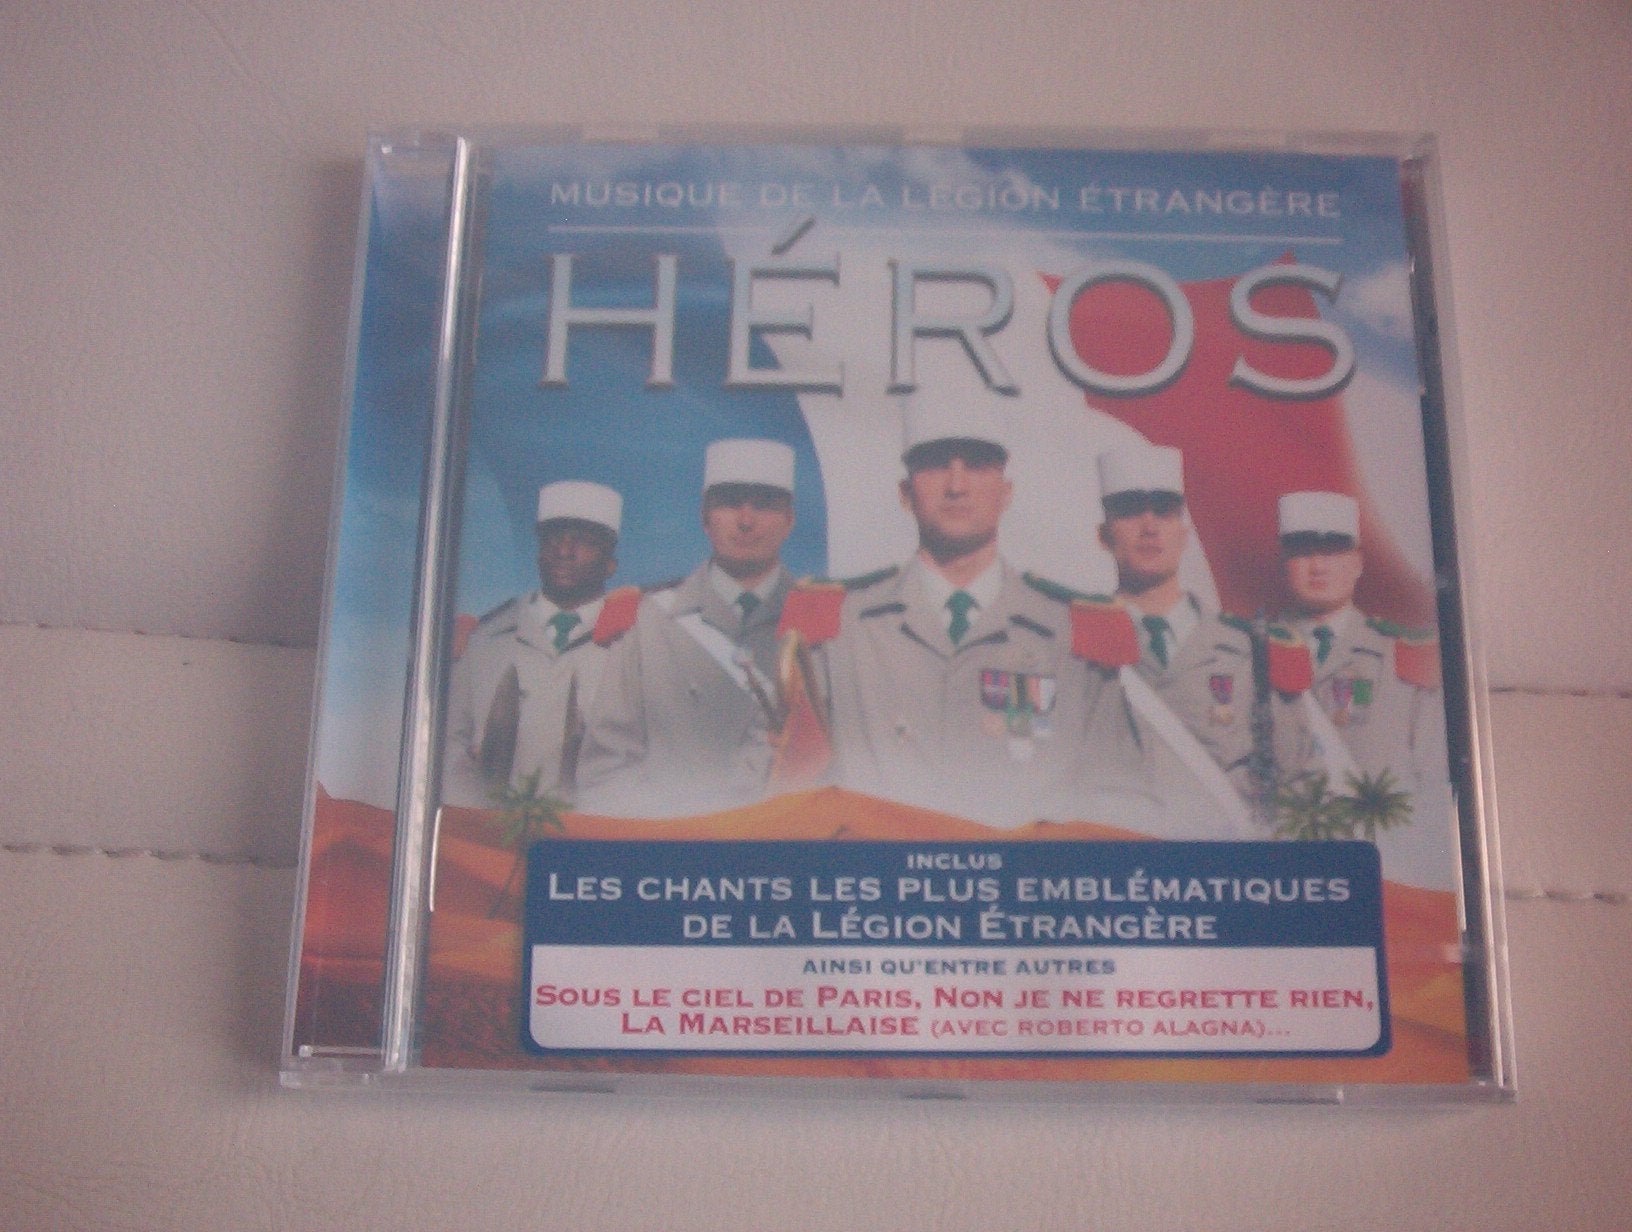 MUSIQUE DE LA LÉGION ÉTRANGÈRE
HÉROS
INCLUS
LES CHANTS LES PLUS EMBLÉMATIQUES
DE LA LÉGION ÉTRANGÈRE
AINSI QU'ENTRE AUTRES
SOUS LE CIEL DE PARIS, NON JE NE REGRETTE RIEN,
LA MARSEILLAISE (AVEC ROBERTO ALAGNA)...